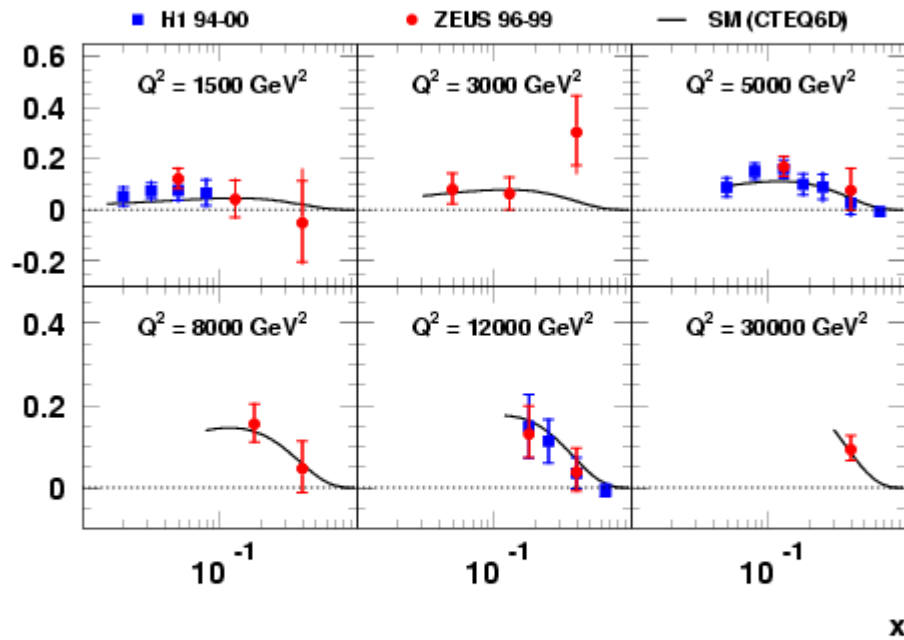 H1 94-00 ZEUS 96-99 SM (CTEQ6D)
0.6
0.4
0.2
0
-0.2
Q² = 1500 GeV² Q² = 3000 GeV² Q² = 5000 GeV²
0.4
0.2
0
Q² = 8000 GeV² Q² = 12000 GeV² Q² = 30000 GeV²
10⁻¹ 10⁻¹ 10⁻¹
x